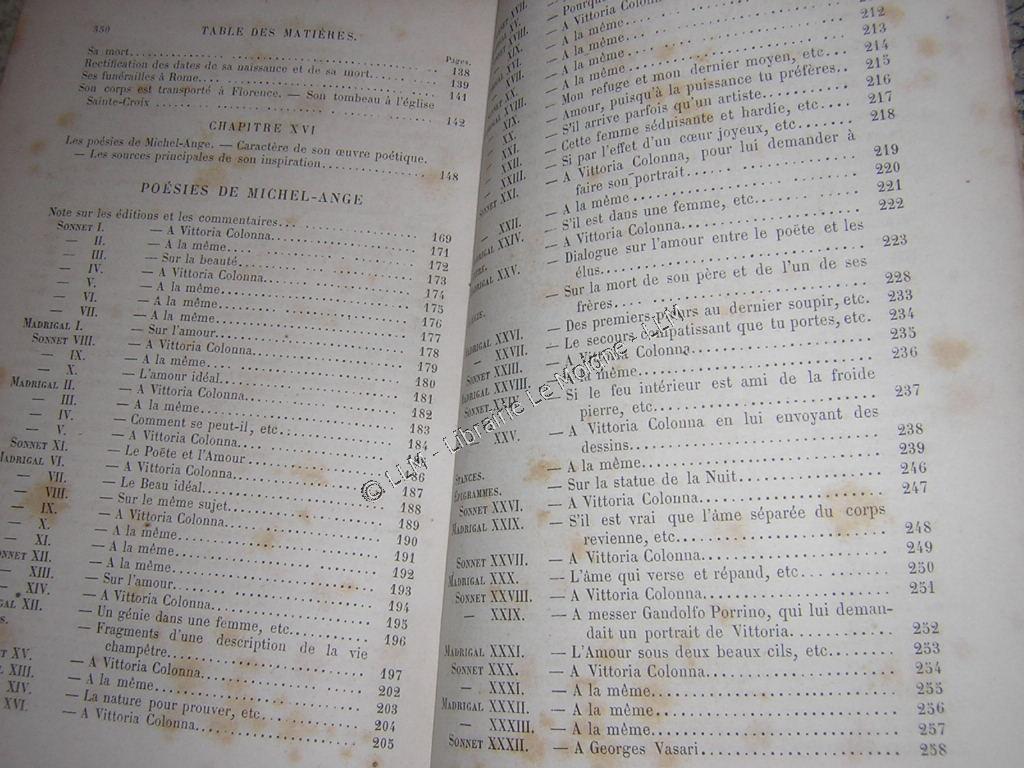 350 TABLE DES MATIÈRES.
Pages.
Sa mort 138
Rectification des dates de sa naissance et de sa mort 139
Ses funérailles à Rome 141
Son corps est transporté à Florence. — Son tombeau à l'église
Sainte-Croix 142
CHAPITRE XVI
Les poésies de Michel-Ange. — Caractère de son œuvre poétique.
— Les sources principales de son inspiration 148
POÉSIES DE MICHEL-ANGE
Note sur les éditions et les commentaires 169
SONNET I. — A Vittoria Colonna 171
— II. — A la même 172
— III. — Sur la beauté 173
— IV. — A Vittoria Colonna 174
— V. — A la même 175
— VI. — A la même 176
— VII. — A la même 177
MADRIGAL I. — Sur l'amour 178
SONNET VIII. — A Vittoria Colonna 179
— IX. — A la même 180
— X. — L'amour idéal 181
MADRIGAL II. — A Vittoria Colonna 182
— III. — A la même 183
— IV. — Comment se peut-il, etc 184
— V. — A Vittoria Colonna
SONNET XI. — Le Poëte et l'Amour 186
MADRIGAL VI. — A Vittoria Colonna 187
— VII. — Le Beau idéal 188
— VIII. — Sur le même sujet 189
— IX. — A Vittoria Colonna 190
— X. — A la même 191
— XI. — A la même 192
SONNET XII. — A la même 193
— XIII. — Sur l'amour 194
— XIV. — A Vittoria Colonna 195
XII. — Un génie dans une femme, etc 196
— Fragments d'une description de la vie
champêtre 197
XV. — A Vittoria Colonna 202
XIII. — A la même 203
XIV. — La nature pour prouver, etc 204
XVI. — A Vittoria Colonna 205
— Pourquoi
— A Vittoria Colonna 212
— A la même 213
— A la même 214
— A la même 215
— Mon refuge et mon dernier moyen, etc 216
— Amour, puisqu'à la puissance tu préfères 217
— S'il arrive parfois qu'un artiste 218
— Cette femme séduisante et hardie, etc
— Si par l'effet d'un cœur joyeux, etc
— A Vittoria Colonna, pour lui demander à
faire son portrait 219
— A la même 220
— S'il est dans une femme, etc 221
— A Vittoria Colonna 222
— Dialogue sur l'amour entre le poëte et les
élus 223
— Sur la mort de son père et de l'un de ses
frères 228
MADRIGAL XXVI. — Des premiers pleurs au dernier soupir, etc. 233
— XXVII. — Le secours compatissant que tu portes, etc. 234
SONNET XXIII. — A Vittoria Colonna 235
MADRIGAL XXVIII. — A la même 236
SONNET XXIV. — Si le feu intérieur est ami de la froide
pierre, etc 237
— XXV. — A Vittoria Colonna en lui envoyant des
dessins 238
— A la même 239
STANCES. — Sur la statue de la Nuit 246
ÉPIGRAMMES. — A Vittoria Colonna 247
SONNET XXVI. — S'il est vrai que l'âme séparée du corps
MADRIGAL XXIX. revienne, etc 248
SONNET XXVII. — A Vittoria Colonna 249
MADRIGAL XXX. — L'âme qui verse et répand, etc 250
SONNET XXVIII. — A Vittoria Colonna 251
— XXIX. — A messer Gandolfo Porrino, qui lui deman-
dait un portrait de Vittoria 252
MADRIGAL XXXI. — L'Amour sous deux beaux cils, etc 253
SONNET XXX. — A Vittoria Colonna 254
— XXXI. — A la même 255
MADRIGAL XXXII. — A la même 256
— XXXIII. — A la même 257
SONNET XXXII. — A Georges Vasari 258
© LLM - Librairie Le Molotre - LLM